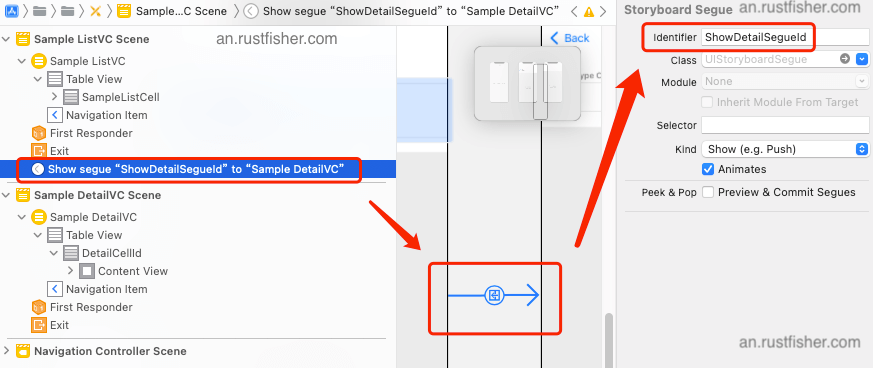 Sample...C Scene
Show segue “ShowDetailSegueId” to “Sample DetailVC”
Sample ListVC Scene
an.rustfisher.com
Sample ListVC
Table View
SampleListCell
Navigation Item
First Responder
Exit
Show segue “ShowDetailSegueId” to “Sample DetailVC”
Sample DetailVC Scene
Sample DetailVC
Table View
DetailCellId
Content View
Navigation Item
First Responder
Exit
Navigation Controller Scene
Back
Storyboard Segue
an.rustfisher.com
Identifier ShowDetailSegueId
Class UIStoryboardSegue
Module None
Inherit Module From Target
Selector
Kind Show (e.g. Push)
Animates
Peek & Pop Preview & Commit Segues
an.rustfisher.com